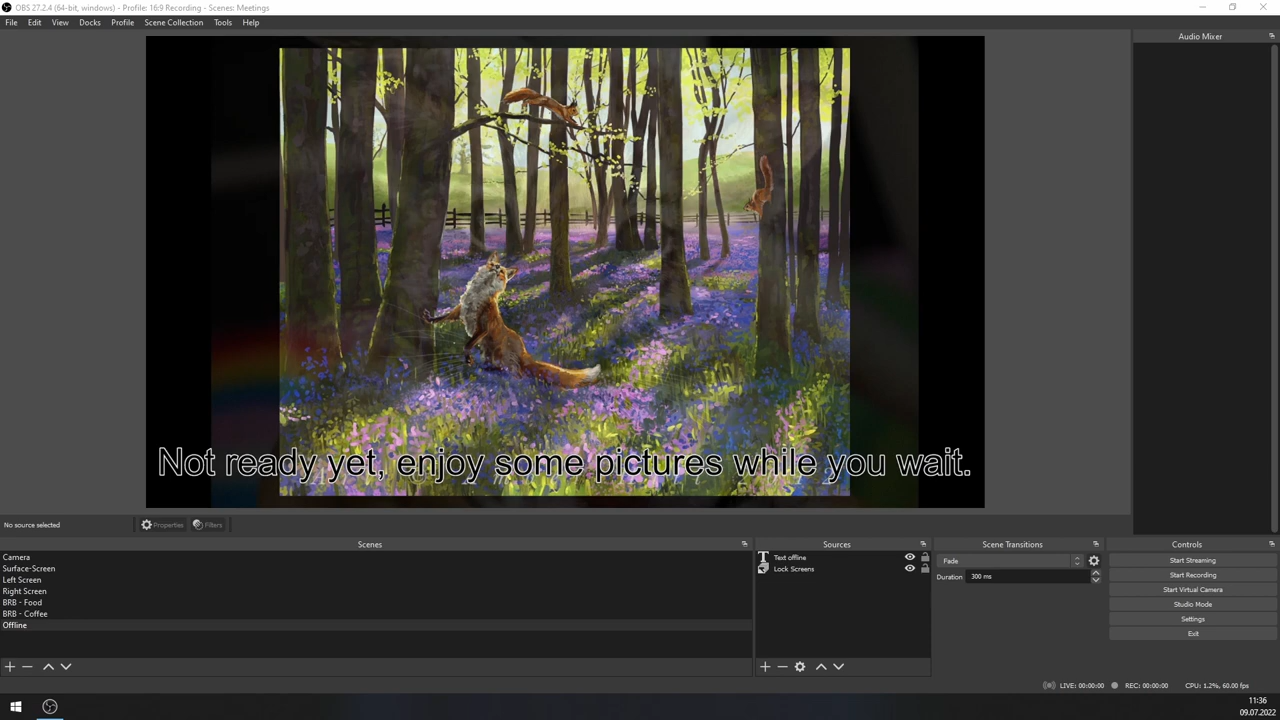 OBS 27.2.4 (64-bit, windows) - Profile: 16:9 Recording - Scenes: Meetings
File Edit View Docks Profile Scene Collection Tools Help
Audio Mixer
Not ready yet, enjoy some pictures while you wait.
No source selected Properties Filters
Scenes
Camera
Surface-Screen
Left Screen
Right Screen
BRB - Food
BRB - Coffee
Offline
Sources
Text offline
Lock Screens
Scene Transitions
Fade
Duration 300 ms
Controls
Start Streaming
Start Recording
Start Virtual Camera
Studio Mode
Settings
Exit
LIVE: 00:00:00 REC: 00:00:00 CPU: 1.2%, 60.00 fps
11:36
09.07.2022